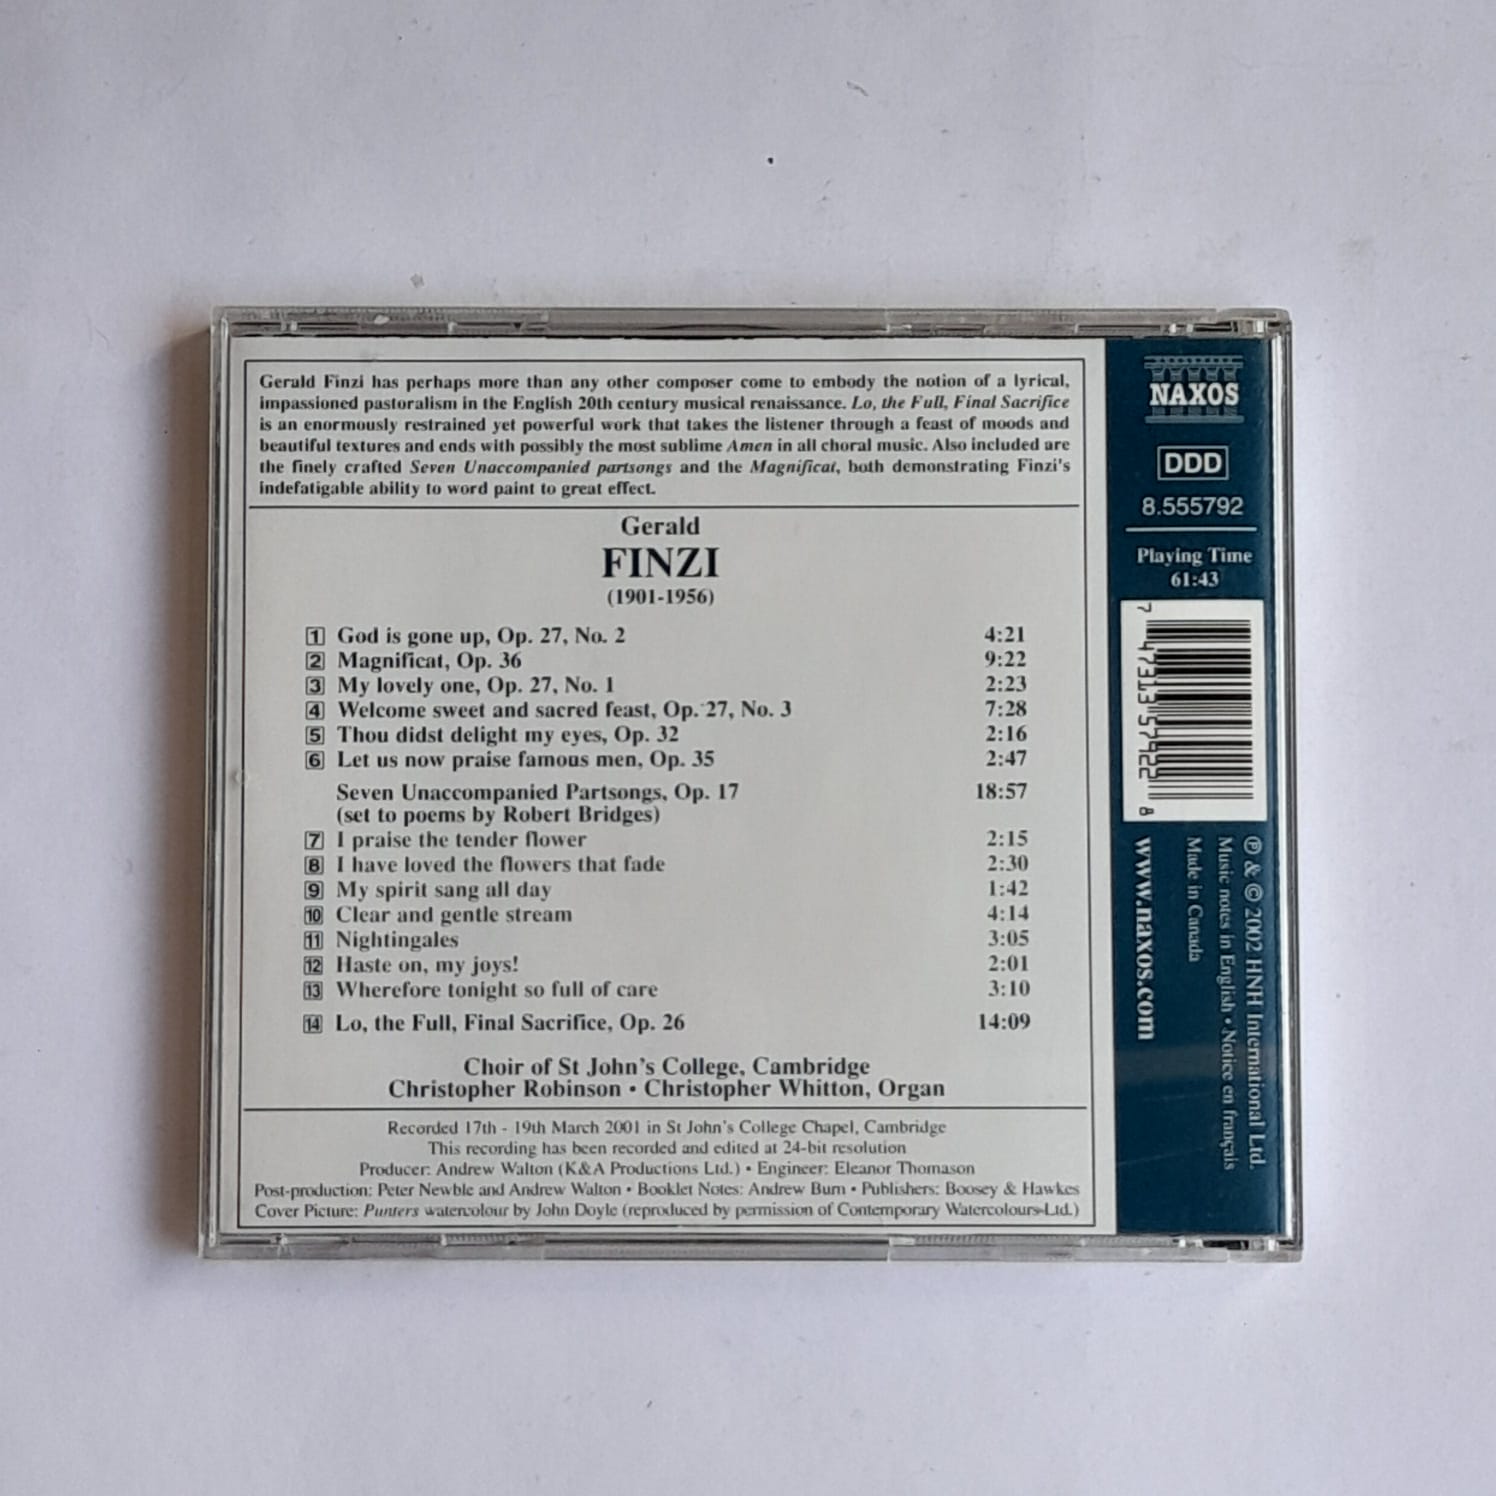 Gerald Finzi has perhaps more than any other composer come to embody the notion of a lyrical,
impassioned pastoralism in the English 20th century musical renaissance. Lo, the Full, Final Sacrifice
is an enormously restrained yet powerful work that takes the listener through a feast of moods and
beautiful textures and ends with possibly the most sublime Amen in all choral music. Also included are
the finely crafted Seven Unaccompanied partsongs and the Magnificat, both demonstrating Finzi's
indefatigable ability to word paint to great effect.
Gerald
FINZI
(1901-1956)
1 God is gone up, Op. 27, No. 2 4:21
2 Magnificat, Op. 36 9:22
3 My lovely one, Op. 27, No. 1 2:23
4 Welcome sweet and sacred feast, Op. 27, No. 3 7:28
5 Thou didst delight my eyes, Op. 32 2:16
6 Let us now praise famous men, Op. 35 2:47
Seven Unaccompanied Partsongs, Op. 17 18:57
(set to poems by Robert Bridges)
7 I praise the tender flower 2:15
8 I have loved the flowers that fade 2:30
9 My spirit sang all day 1:42
10 Clear and gentle stream 4:14
11 Nightingales 3:05
12 Haste on, my joys! 2:01
13 Wherefore tonight so full of care 3:10
14 Lo, the Full, Final Sacrifice, Op. 26 14:09
Choir of St John's College, Cambridge
Christopher Robinson • Christopher Whitton, Organ
Recorded 17th - 19th March 2001 in St John's College Chapel, Cambridge
This recording has been recorded and edited at 24-bit resolution
Producer: Andrew Walton (K&A Productions Ltd.) • Engineer: Eleanor Thomason
Post-production: Peter Newble and Andrew Walton • Booklet Notes: Andrew Burn • Publishers: Boosey & Hawkes
Cover Picture: Punters watercolour by John Doyle (reproduced by permission of Contemporary Watercolours Ltd.)
NAXOS
DDD
8.555792
Playing Time
61:43
7 47313 57922 8
℗ & © 2002 HNH International Ltd.
Music notes in English • Notice en français
Made in Canada
www.naxos.com